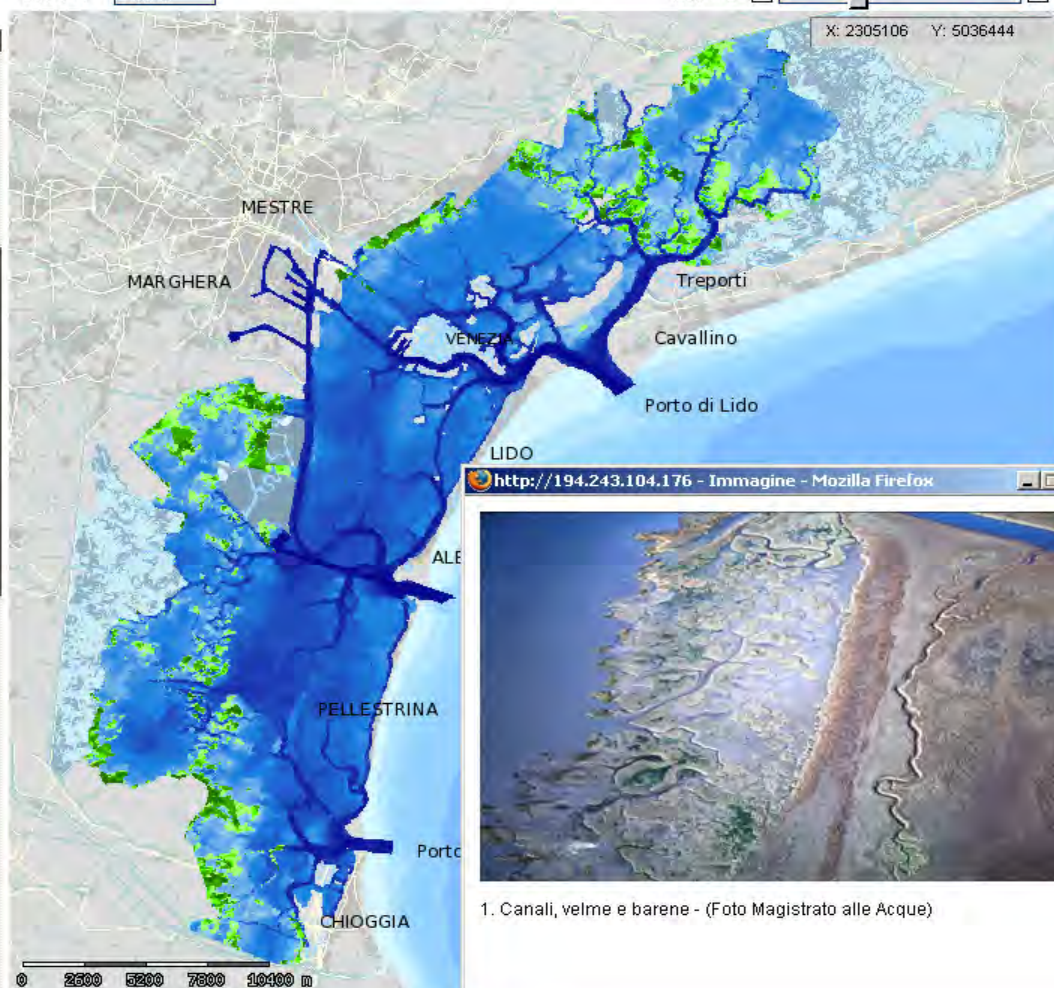 X: 2305106 Y: 5036444
MESTRE
MARGHERA
Treporti
VENEZIA
Cavallino
Porto di Lido
LIDO
http://194.243.104.176 - Immagine - Mozilla Firefox
ALE
PELLESTRINA
Porto
CHIOGGIA
1. Canali, velme e barene - (Foto Magistrato alle Acque)
0 2600 5200 7800 10400 m